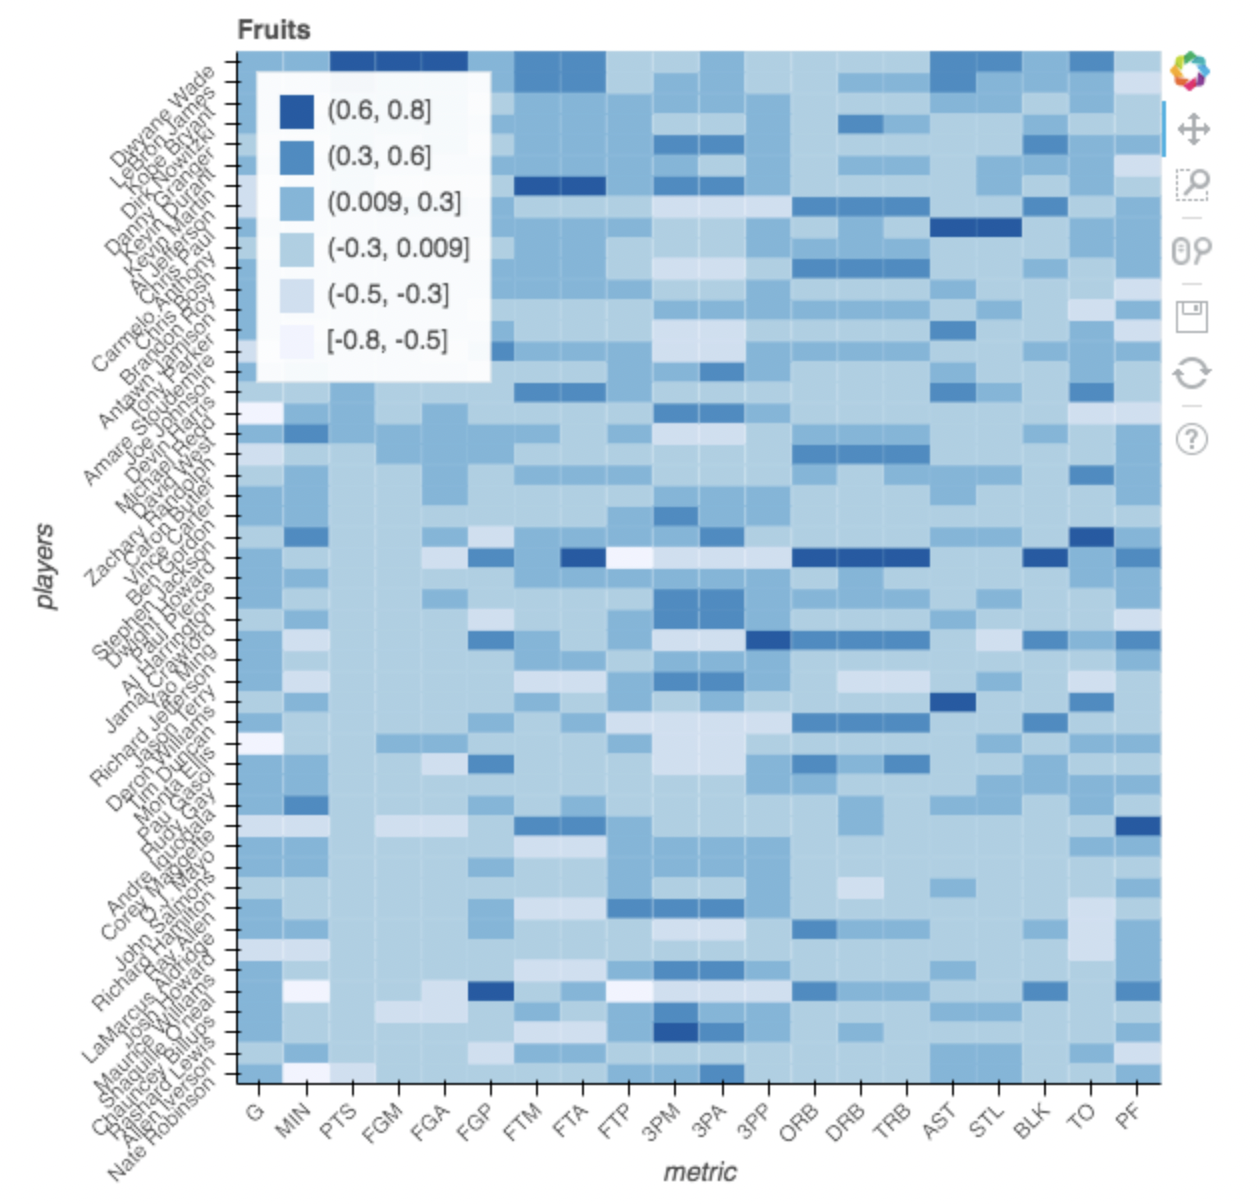 Fruits
(0.6, 0.8]
(0.3, 0.6]
(0.009, 0.3]
(-0.3, 0.009]
(-0.5, -0.3]
[-0.8, -0.5]
players
Dwyane Wade
LeBron James
Kobe Bryant
Dirk Nowitzki
Danny Granger
Kevin Durant
Kevin Martin
Al Jefferson
Chris Paul
Carmelo Anthony
Chris Bosh
Brandon Roy
Antawn Jamison
Tony Parker
Amare Stoudemire
Joe Johnson
Devin Harris
Michael Redd
David West
Zachary Randolph
Caron Butler
Vince Carter
Ben Gordon
Stephen Jackson
Dwight Howard
Paul Pierce
Al Harrington
Jamal Crawford
Yao Ming
Richard Jefferson
Jason Terry
Deron Williams
Tim Duncan
Monta Ellis
Pau Gasol
Rudy Gay
Andre Iguodala
Corey Maggette
O.J. Mayo
John Salmons
Richard Hamilton
Ray Allen
LaMarcus Aldridge
Josh Howard
Maurice Williams
Shaquille O'neal
Chauncey Billups
Rashard Lewis
Allen Iverson
Nate Robinson
G MIN PTS FGM FGA FGP FTM FTA FTP 3PM 3PA 3PP ORB DRB TRB AST STL BLK TO PF
metric